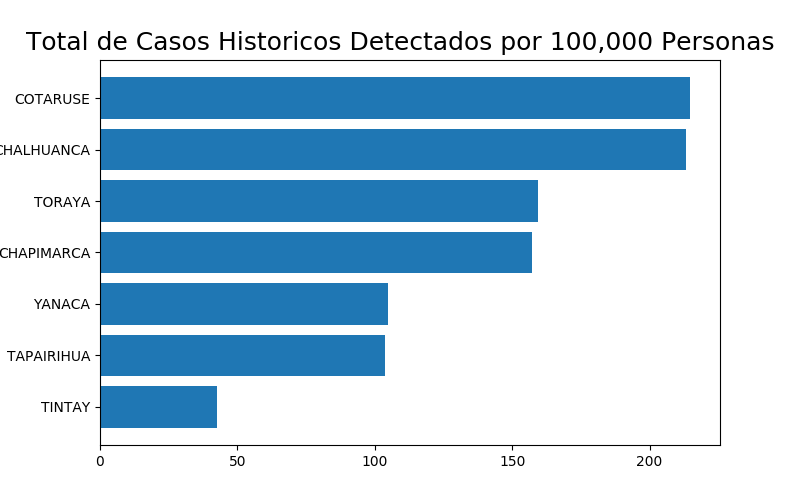 Total de Casos Historicos Detectados por 100,000 Personas
COTARUSE
CHALHUANCA
TORAYA
CHAPIMARCA
YANACA
TAPAIRIHUA
TINTAY
0 50 100 150 200